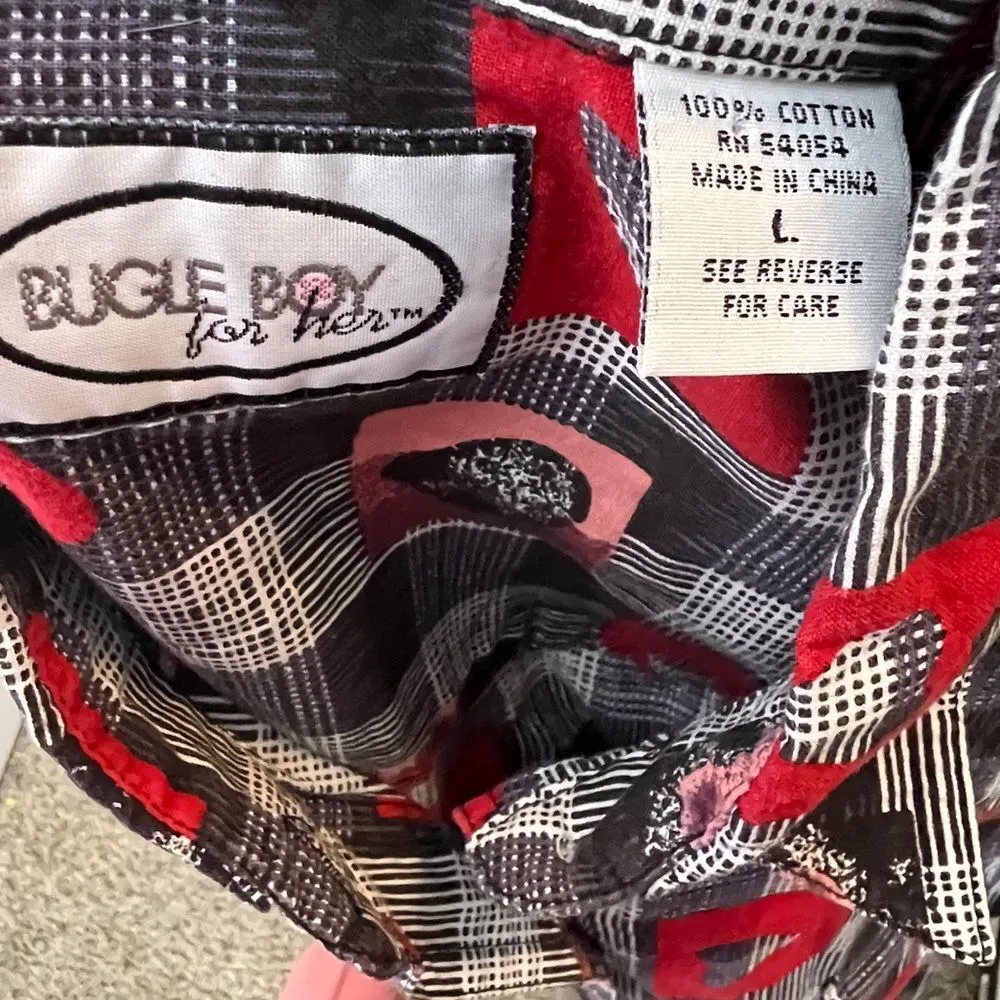 BUGLE BOY
for her™
100% COTTON
RN 54054
MADE IN CHINA
L.
SEE REVERSE
FOR CARE